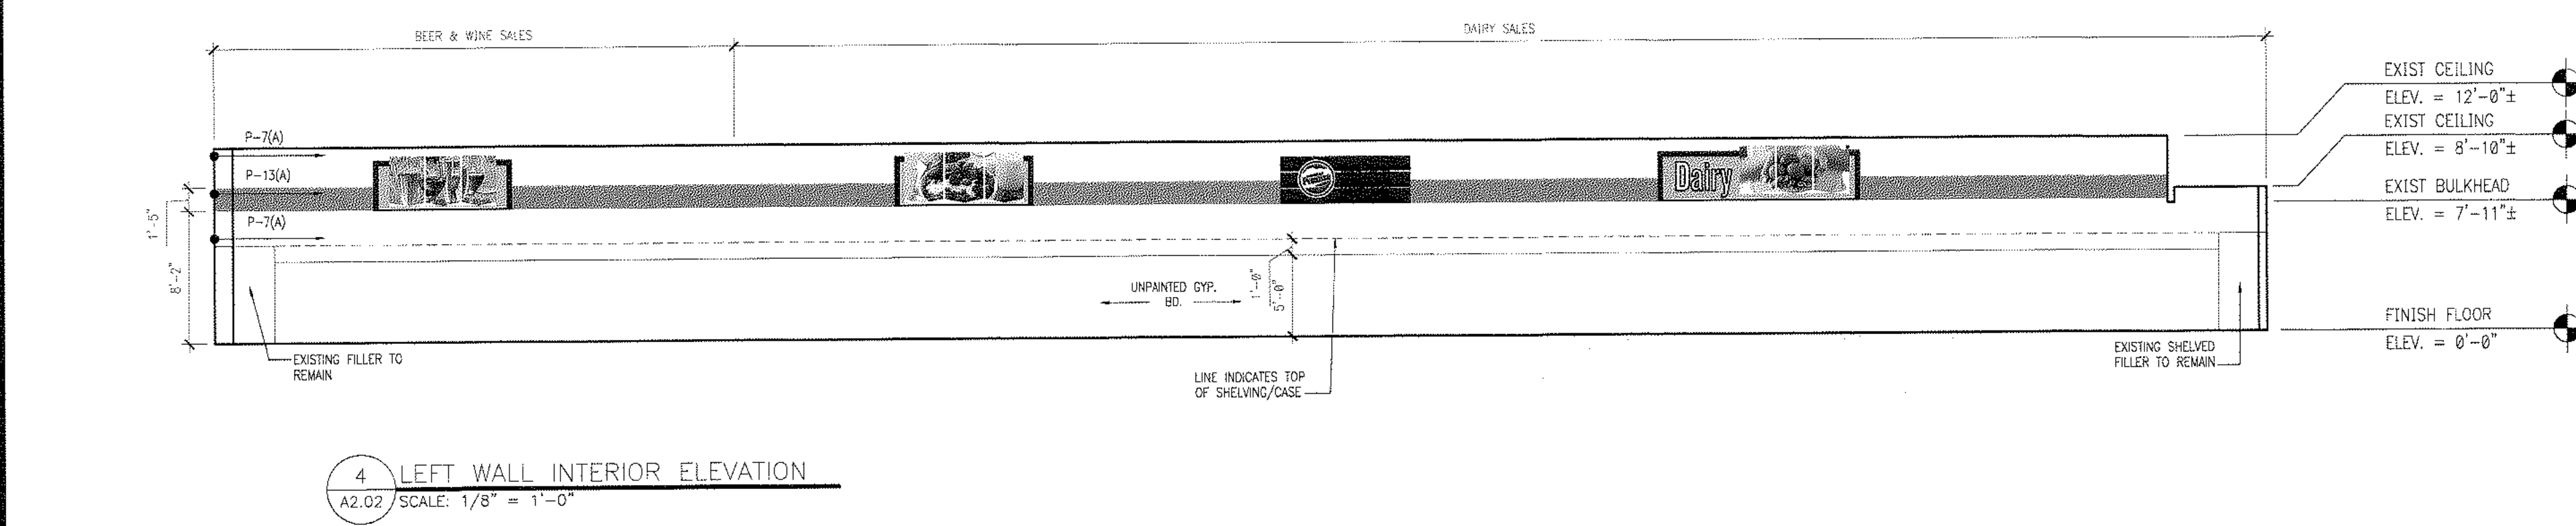 BEER & WINE SALES
DAIRY SALES
EXIST CEILING
ELEV. = 12'-0"±
EXIST CEILING
ELEV. = 8'-10"±
EXIST BULKHEAD
ELEV. = 7'-11"±
FINISH FLOOR
ELEV. = 0'-0"
P-7(A)
P-13(A)
P-7(A)
1'-5"
8'-2"
Dairy
UNPAINTED GYP.
BD.
5'-0"
EXISTING FILLER TO
REMAIN
LINE INDICATES TOP
OF SHELVING/CASE
EXISTING SHELVED
FILLER TO REMAIN
4
A2.02
LEFT WALL INTERIOR ELEVATION
SCALE: 1/8" = 1'-0"